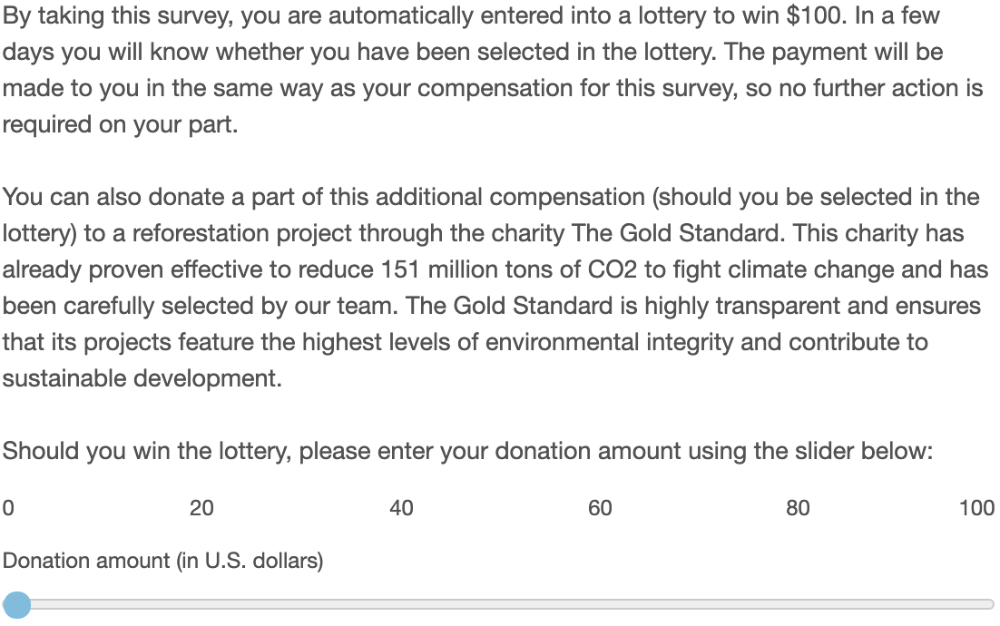 By taking this survey, you are automatically entered into a lottery to win $100. In a few
days you will know whether you have been selected in the lottery. The payment will be
made to you in the same way as your compensation for this survey, so no further action is
required on your part.
You can also donate a part of this additional compensation (should you be selected in the
lottery) to a reforestation project through the charity The Gold Standard. This charity has
already proven effective to reduce 151 million tons of CO2 to fight climate change and has
been carefully selected by our team. The Gold Standard is highly transparent and ensures
that its projects feature the highest levels of environmental integrity and contribute to
sustainable development.
Should you win the lottery, please enter your donation amount using the slider below:
0 20 40 60 80 100
Donation amount (in U.S. dollars)